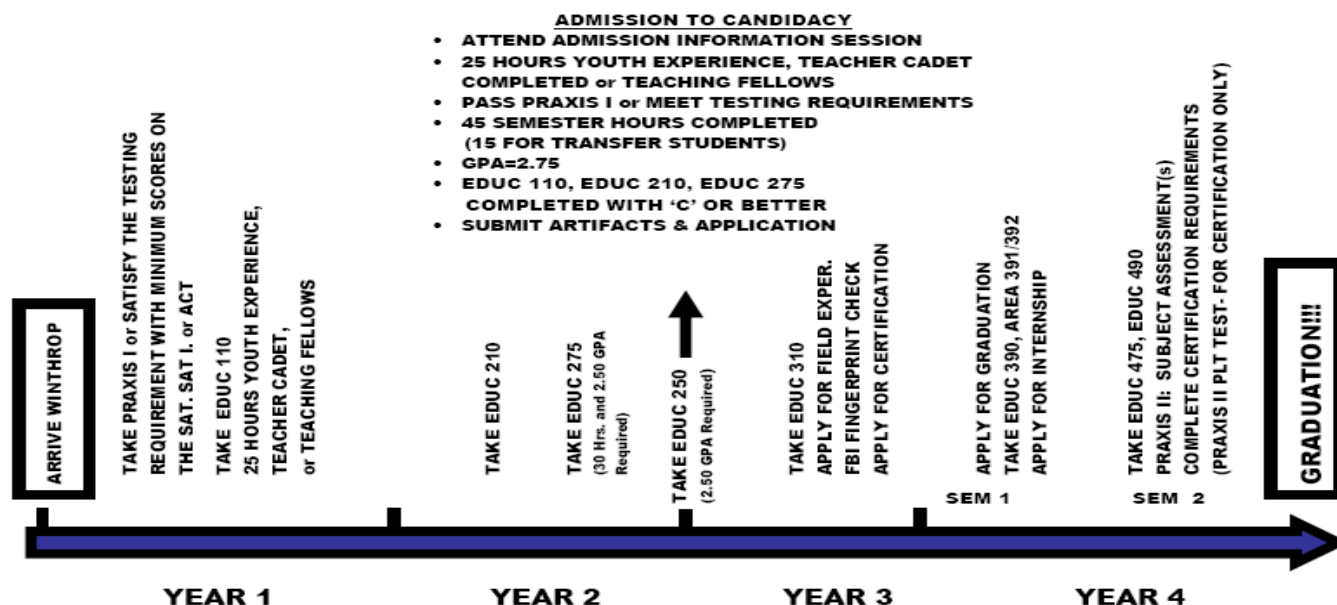 ADMISSION TO CANDIDACY
• ATTEND ADMISSION INFORMATION SESSION
• 25 HOURS YOUTH EXPERIENCE, TEACHER CADET
COMPLETED or TEACHING FELLOWS
• PASS PRAXIS I or MEET TESTING REQUIREMENTS
• 45 SEMESTER HOURS COMPLETED
(15 FOR TRANSFER STUDENTS)
• GPA=2.75
• EDUC 110, EDUC 210, EDUC 275
COMPLETED WITH ‘C’ OR BETTER
• SUBMIT ARTIFACTS & APPLICATION
ARRIVE WINTHROP
TAKE PRAXIS I or SATISFY THE TESTING
REQUIREMENT WITH MINIMUM SCORES ON
THE SAT. SAT I. or ACT
TAKE EDUC 110
25 HOURS YOUTH EXPERIENCE,
TEACHER CADET,
or TEACHING FELLOWS
TAKE EDUC 210
TAKE EDUC 275
(30 Hrs. and 2.50 GPA
Required)
TAKE EDUC 250
(2.50 GPA Required)
TAKE EDUC 310
APPLY FOR FIELD EXPER.
FBI FINGERPRINT CHECK
APPLY FOR CERTIFICATION
APPLY FOR GRADUATION
TAKE EDUC 390, AREA 391/392
APPLY FOR INTERNSHIP
SEM 1
TAKE EDUC 475, EDUC 490
PRAXIS II: SUBJECT ASSESSMENT(s)
COMPLETE CERTIFICATION REQUIREMENTS
(PRAXIS II PLT TEST- FOR CERTIFICATION ONLY)
SEM 2
GRADUATION!!!
YEAR 1
YEAR 2
YEAR 3
YEAR 4